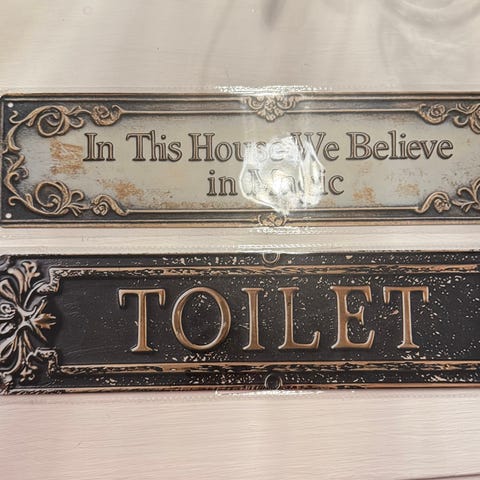 In This House We Believe
in
TOILET